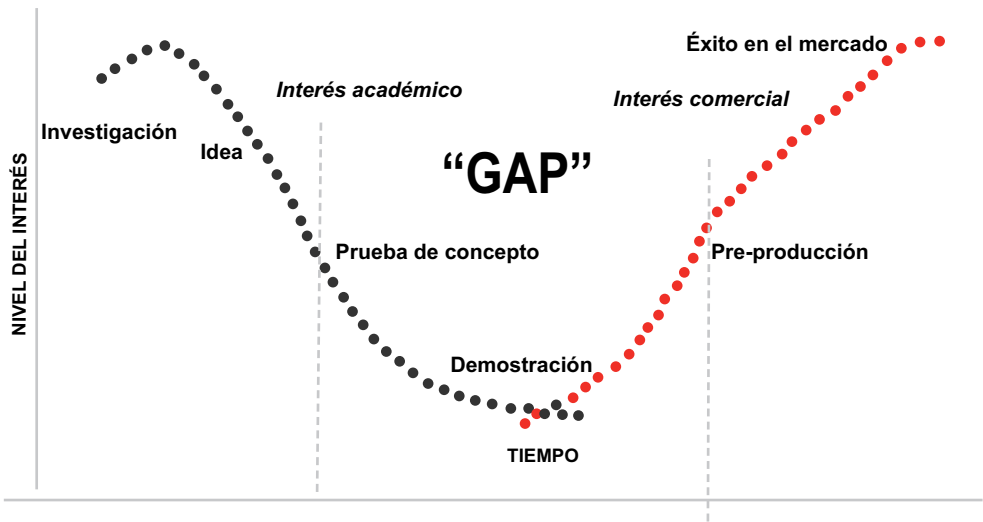 Éxito en el mercado
Interés académico
Interés comercial
Investigación
Idea
“GAP”
NIVEL DEL INTERÉS
Prueba de concepto
Pre-producción
Demostración
TIEMPO